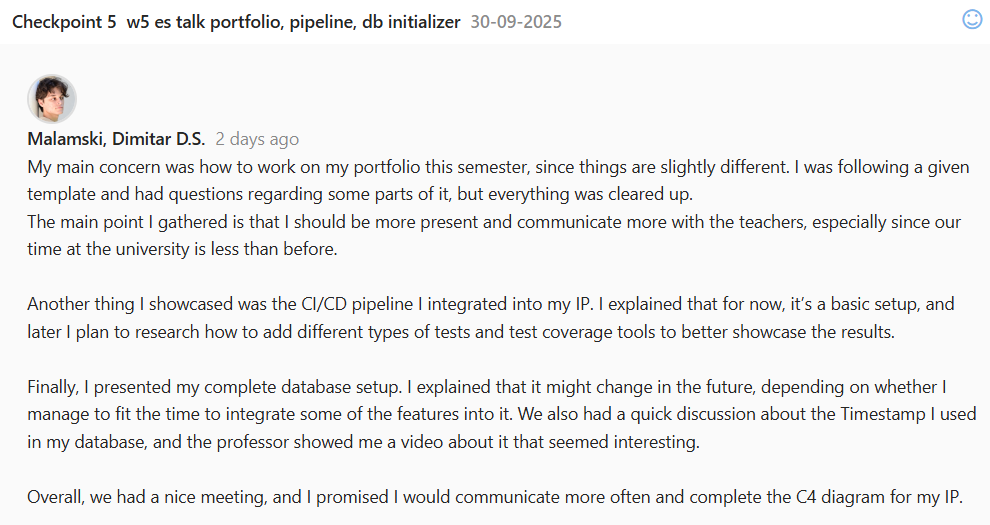 Checkpoint 5  w5 es talk portfolio, pipeline, db initializer  30-09-2025
Malamski, Dimitar D.S.  2 days ago
My main concern was how to work on my portfolio this semester, since things are slightly different. I was following a given
template and had questions regarding some parts of it, but everything was cleared up.
The main point I gathered is that I should be more present and communicate more with the teachers, especially since our
time at the university is less than before.
Another thing I showcased was the CI/CD pipeline I integrated into my IP. I explained that for now, it’s a basic setup, and
later I plan to research how to add different types of tests and test coverage tools to better showcase the results.
Finally, I presented my complete database setup. I explained that it might change in the future, depending on whether I
manage to fit the time to integrate some of the features into it. We also had a quick discussion about the Timestamp I used
in my database, and the professor showed me a video about it that seemed interesting.
Overall, we had a nice meeting, and I promised I would communicate more often and complete the C4 diagram for my IP.